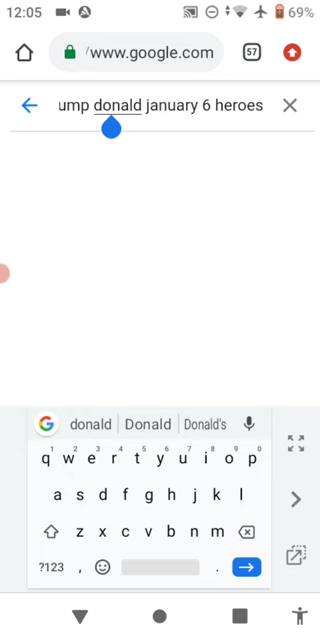 12:05 69%
/www.google.com 57
ump donald january 6 heroes
donald Donald Donald's
1 2 3 4 5 6 7 8 9 0
q w e r t y u i o p
a s d f g h j k l
z x c v b n m
?123 , .